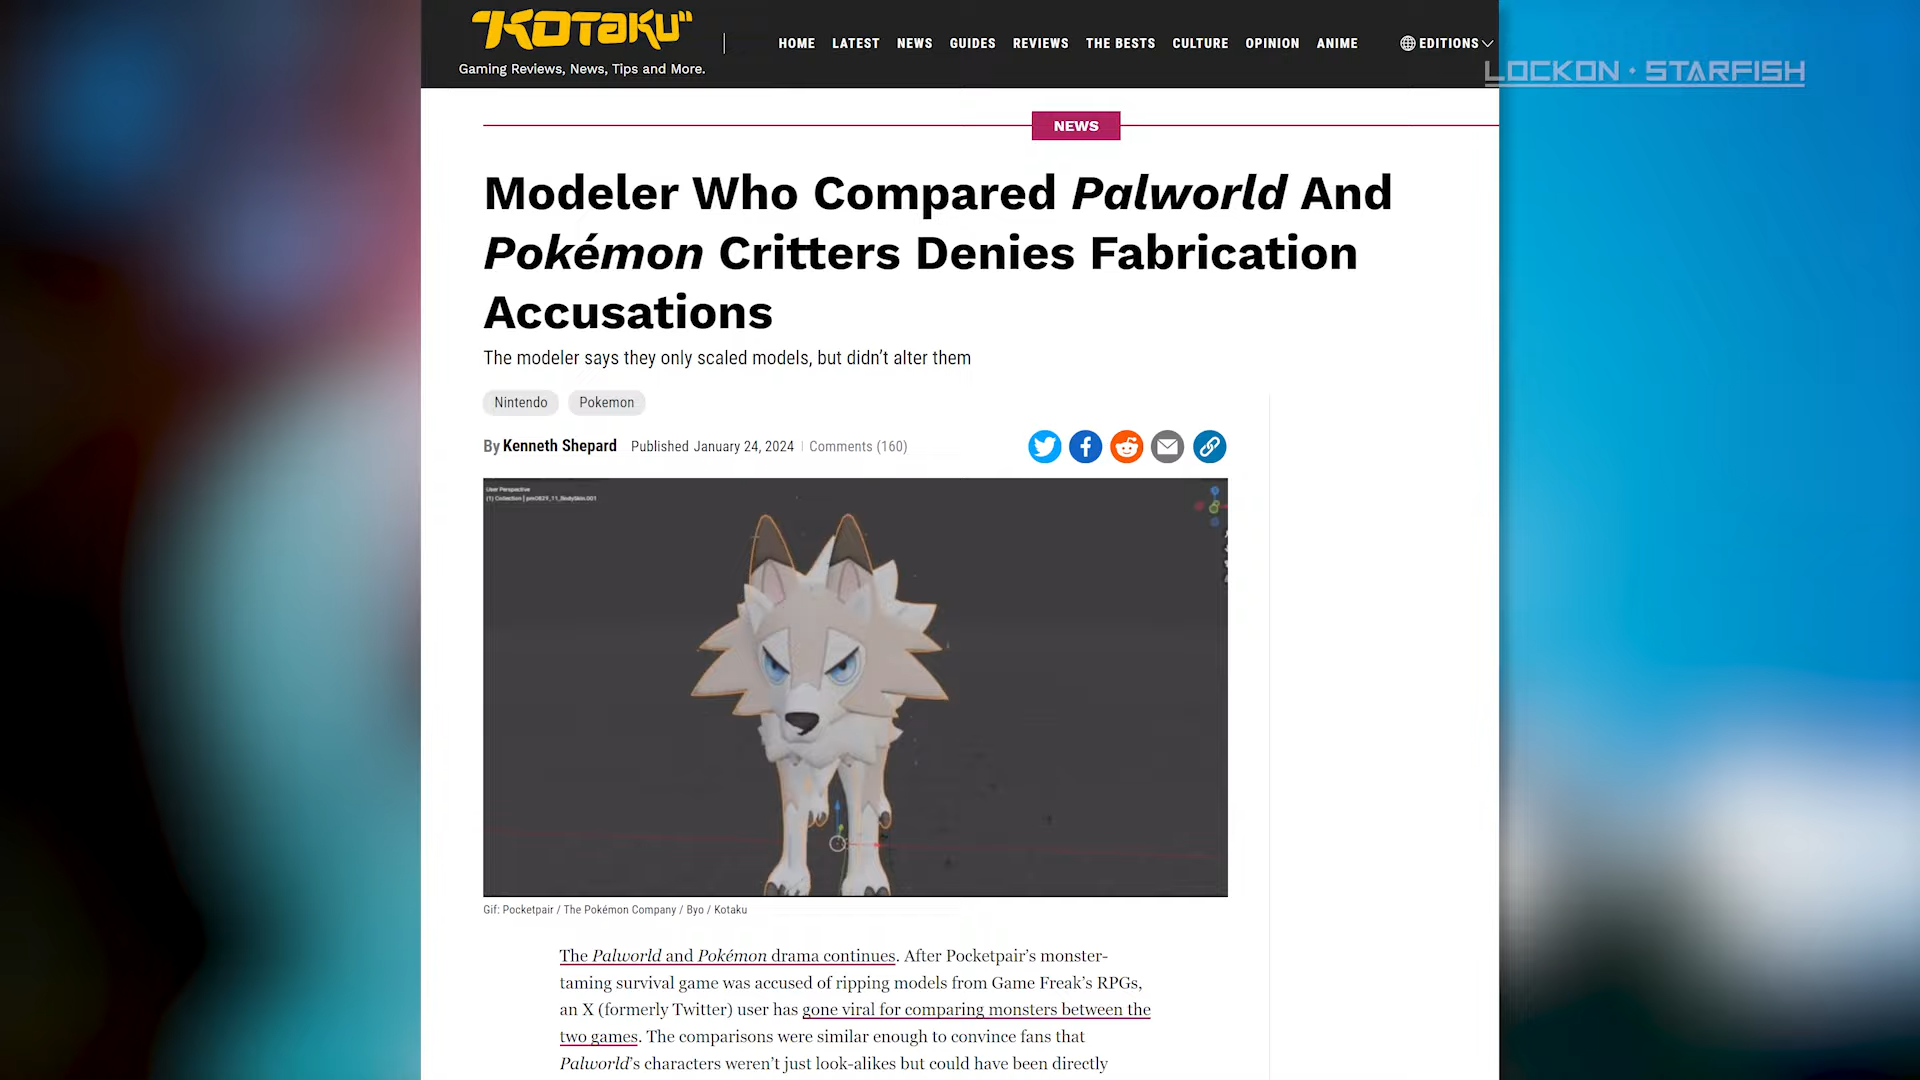 "KOTaKU"
Gaming Reviews, News, Tips and More.
HOME LATEST NEWS GUIDES REVIEWS THE BESTS CULTURE OPINION ANIME EDITIONS
LOCKON · STARFISH
NEWS
Modeler Who Compared Palworld And
Pokémon Critters Denies Fabrication
Accusations
The modeler says they only scaled models, but didn't alter them
Nintendo Pokemon
By Kenneth Shepard Published January 24, 2024 | Comments (160)
User Perspective
(1) Collection | pm0829_11_BodySkin.001
Gif: Pocketpair / The Pokémon Company / Byo / Kotaku
The Palworld and Pokémon drama continues. After Pocketpair's monster-
taming survival game was accused of ripping models from Game Freak's RPGs,
an X (formerly Twitter) user has gone viral for comparing monsters between the
two games. The comparisons were similar enough to convince fans that
Palworld's characters weren't just look-alikes but could have been directly